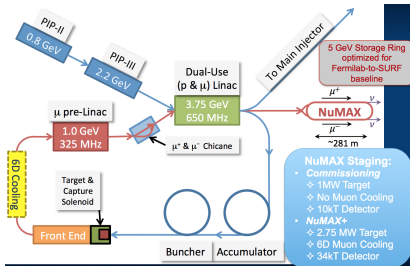 PIP-II
0.8 GeV
PIP-III
2.2 GeV
Dual-Use
(p & μ) Linac
3.75 GeV
650 MHz
To Main Injector
5 GeV Storage Ring
optimized for
Fermilab-to-SURF
baseline
μ⁺
ν
NuMAX
μ⁻
ν
~281 m
μ pre-Linac
1.0 GeV
325 MHz
μ⁺ & μ⁻ Chicane
6D Cooling
Target &
Capture
Solenoid
Front End
Buncher
Accumulator
NuMAX Staging:
• Commissioning
✧ 1MW Target
✧ No Muon Cooling
✧ 10kT Detector
• NuMAX+
✧ 2.75 MW Target
✧ 6D Muon Cooling
✧ 34kT Detector